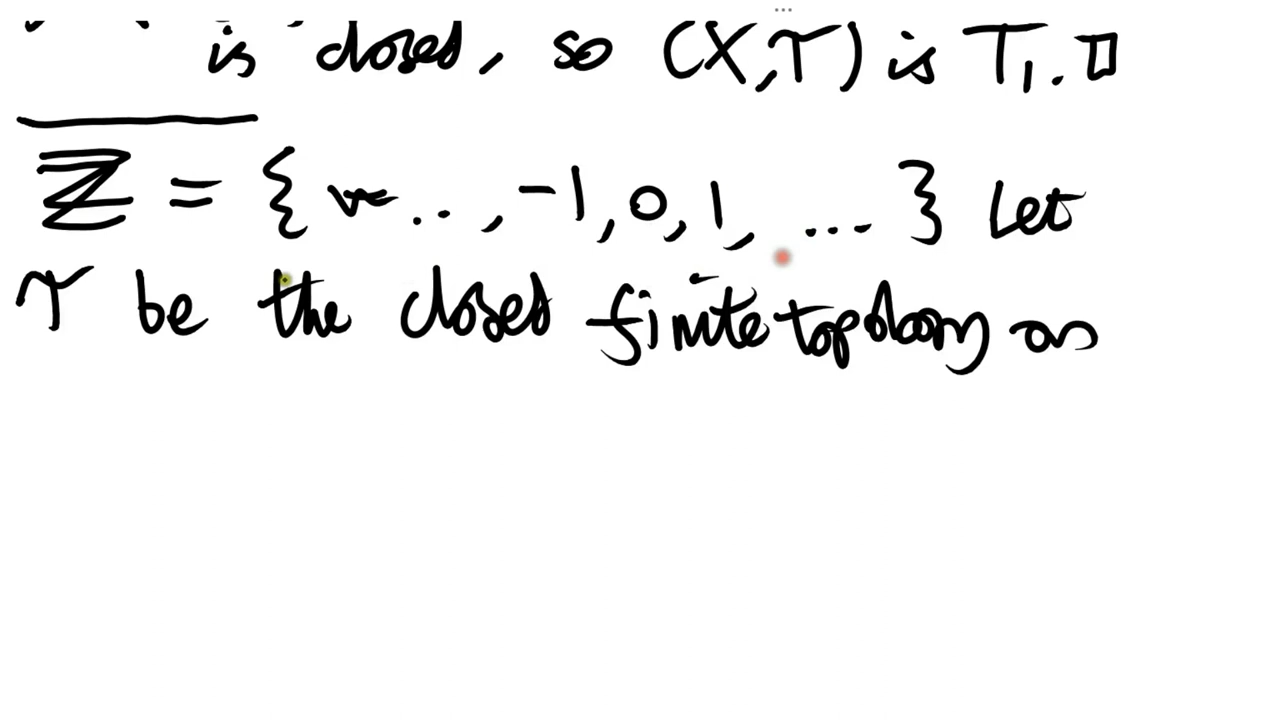 is closed, so (X,τ) is T₁. □
ℤ = { ..., -1, 0, 1, ... } Let
τ be the closed finite topology on